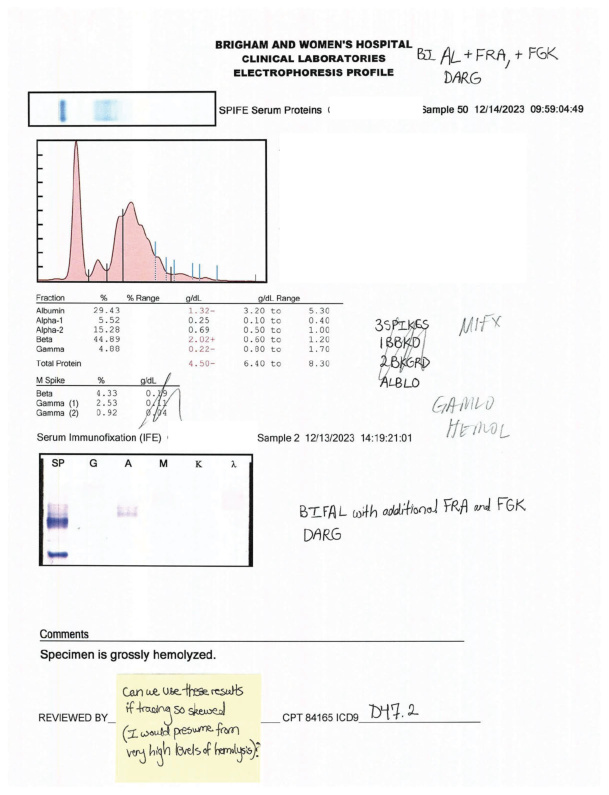 BRIGHAM AND WOMEN'S HOSPITAL
CLINICAL LABORATORIES
ELECTROPHORESIS PROFILE
BI AL + FRA, + FGK
DARG
SPIFE Serum Proteins (
Sample 50 12/14/2023 09:59:04:49
Fraction % % Range g/dL g/dL Range
Albumin 29.43 1.32- 3.20 to 5.30
Alpha-1 5.52 0.25 0.10 to 0.40
Alpha-2 15.28 0.69 0.50 to 1.00
Beta 44.89 2.02+ 0.60 to 1.20
Gamma 4.88 0.22- 0.80 to 1.70
Total Protein 4.50- 6.40 to 8.30
3SPIKES
1BBKD
2BKGRD
ALBLO
MIFX
GAMLO
HEMOL
M Spike % g/dL
Beta 4.33 0.19
Gamma (1) 2.53 0.11
Gamma (2) 0.92 0.04
Serum Immunofixation (IFE)
Sample 2 12/13/2023 14:19:21:01
SP G A M K λ
BIFAL with additional FRA and FGK
DARG
Comments
Specimen is grossly hemolyzed.
Can we use these results
if tracing so skewed
(I would presume from
very high levels of hemolysis)?
REVIEWED BY CPT 84165 ICD9 D47.2